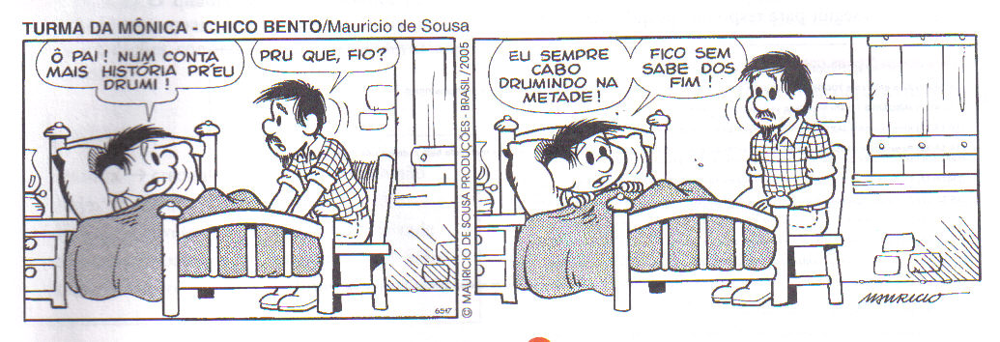 TURMA DA MÔNICA - CHICO BENTO/Mauricio de Sousa
Ô PAI! NUM CONTA
MAIS HISTÓRIA PR'EU
DRUMI!
PRU QUE, FIO?
6517
© MAURICIO DE SOUSA PRODUÇÕES - BRASIL/2005
EU SEMPRE
CABO
DRUMINDO NA
METADE!
FICO SEM
SABE DOS
FIM!
MAURICIO